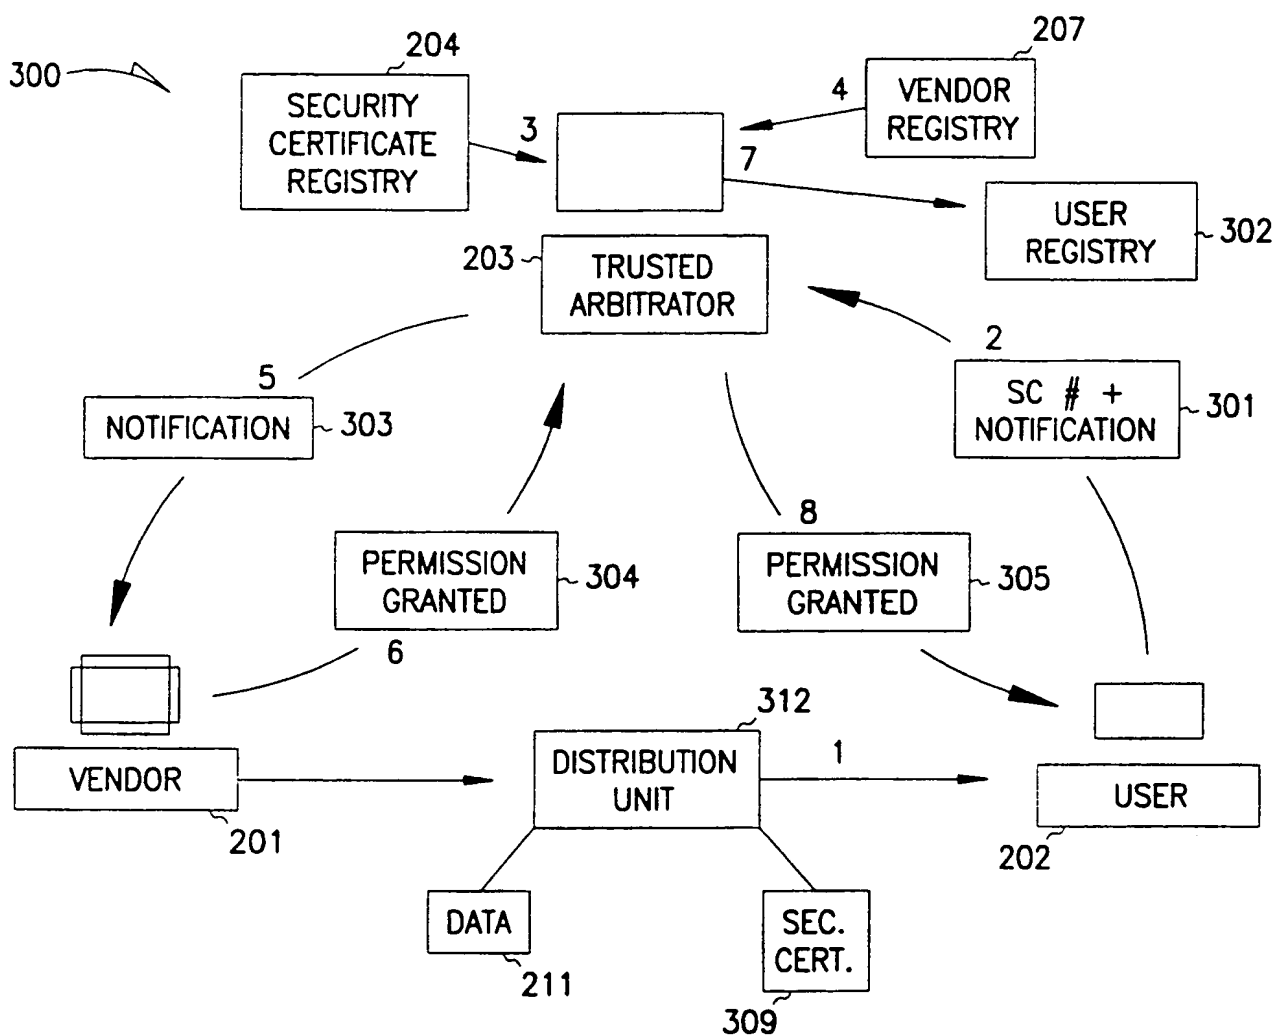 300
204
SECURITY
CERTIFICATE
REGISTRY
3
4
207
VENDOR
REGISTRY
7
USER
REGISTRY
302
203
TRUSTED
ARBITRATOR
2
SC # +
NOTIFICATION
301
5
NOTIFICATION
303
PERMISSION
GRANTED
304
6
8
PERMISSION
GRANTED
305
VENDOR
201
312
DISTRIBUTION
UNIT
1
USER
202
DATA
211
SEC.
CERT.
309